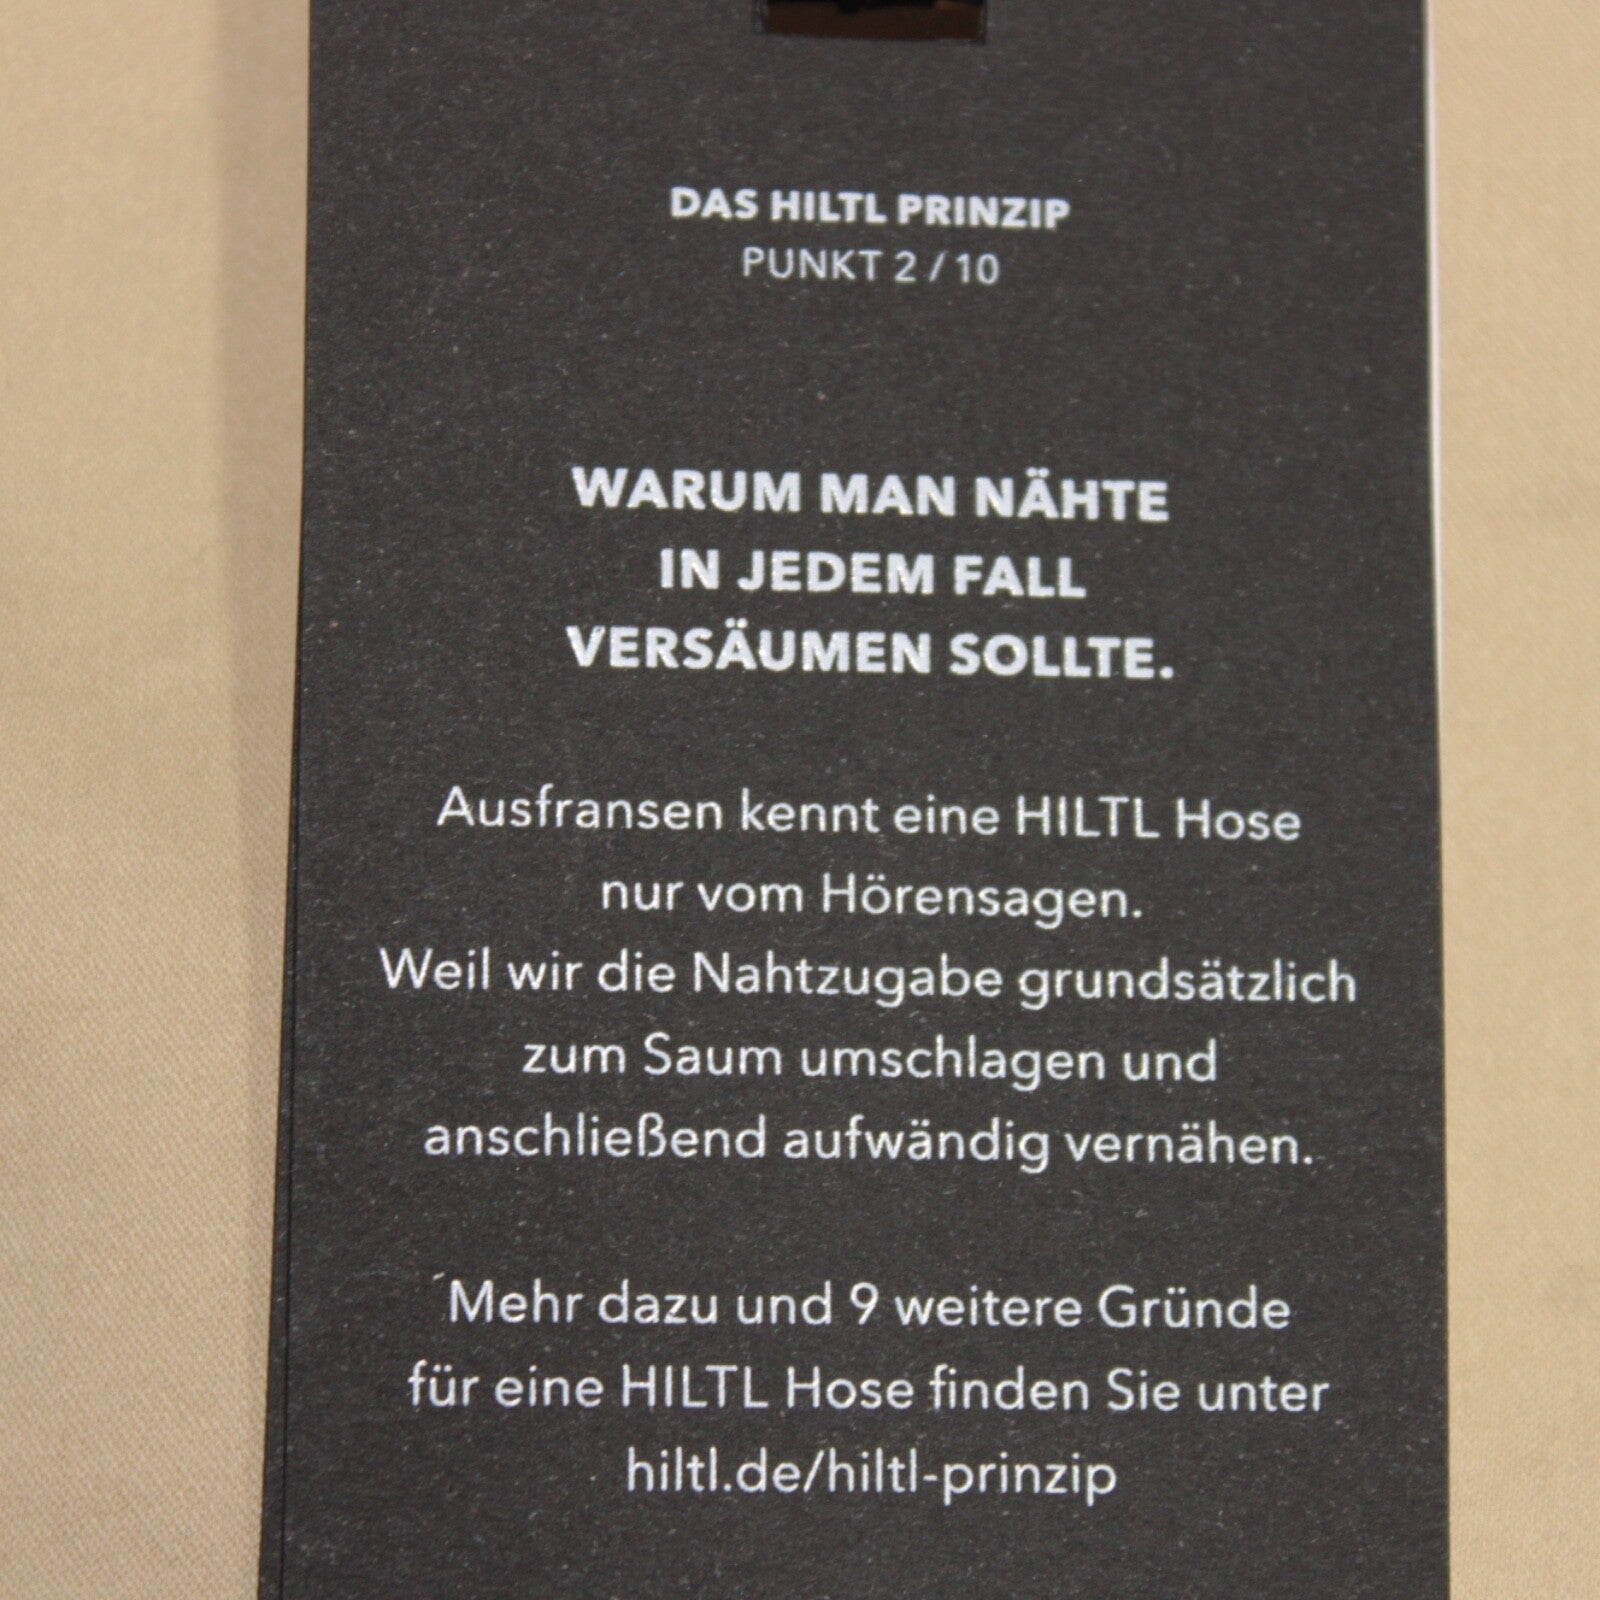 DAS HILTL PRINZIP
PUNKT 2 / 10
WARUM MAN NÄHTE
IN JEDEM FALL
VERSÄUMEN SOLLTE.
Ausfransen kennt eine HILTL Hose
nur vom Hörensagen.
Weil wir die Nahtzugabe grundsätzlich
zum Saum umschlagen und
anschließend aufwändig vernähen.
Mehr dazu und 9 weitere Gründe
für eine HILTL Hose finden Sie unter
hiltl.de/hiltl-prinzip